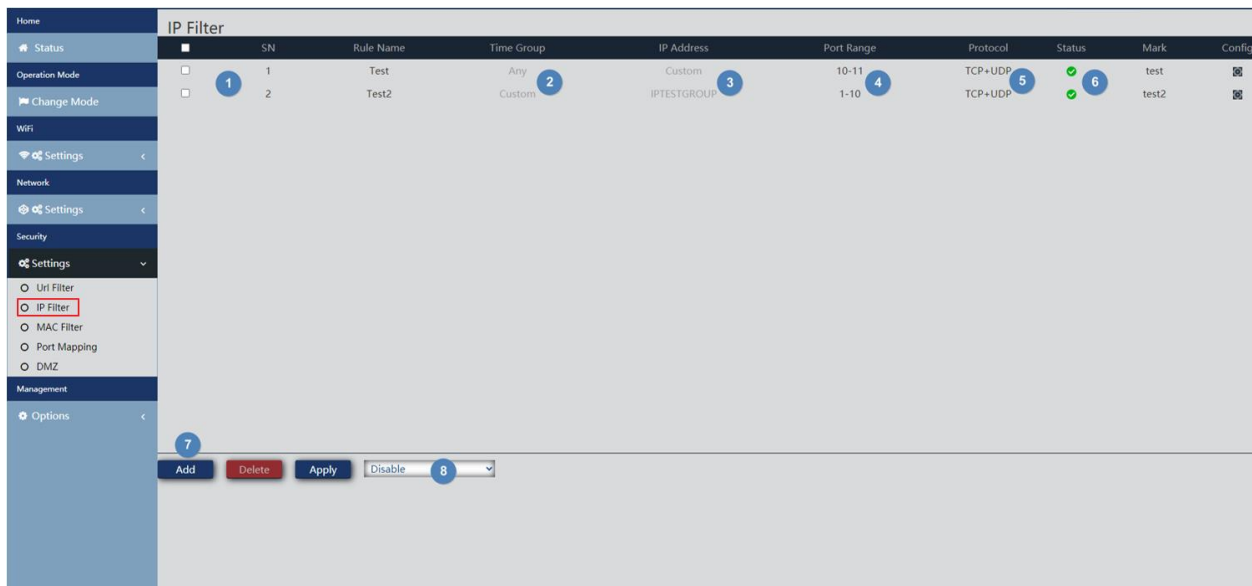 Home
Status
Operation Mode
Change Mode
WiFi
Settings
Network
Settings
Security
Settings
Url Filter
IP Filter
MAC Filter
Port Mapping
DMZ
Management
Options
IP Filter
SN Rule Name Time Group IP Address Port Range Protocol Status Mark Config
1 1 Test Any 2 Custom 3 10-11 4 TCP+UDP 5 6 test
2 Test2 Custom IPTESTGROUP 1-10 TCP+UDP test2
7
Add Delete Apply Disable 8